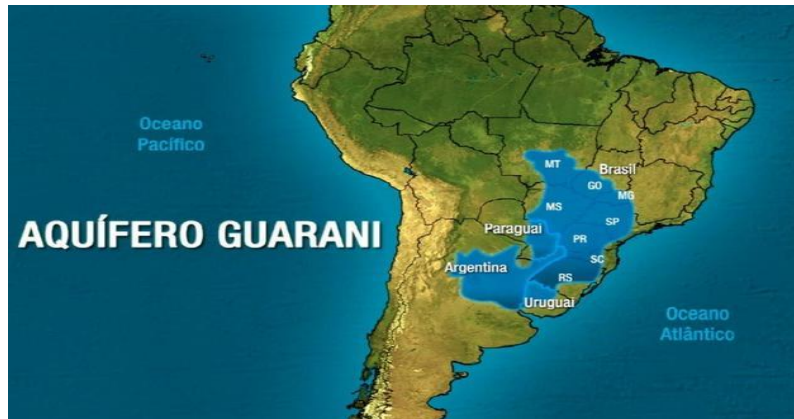 Oceano
Pacífico
AQUÍFERO GUARANI
MT
Brasil
GO
MG
MS
SP
Paraguai
PR
SC
Argentina
RS
Uruguai
Oceano
Atlântico